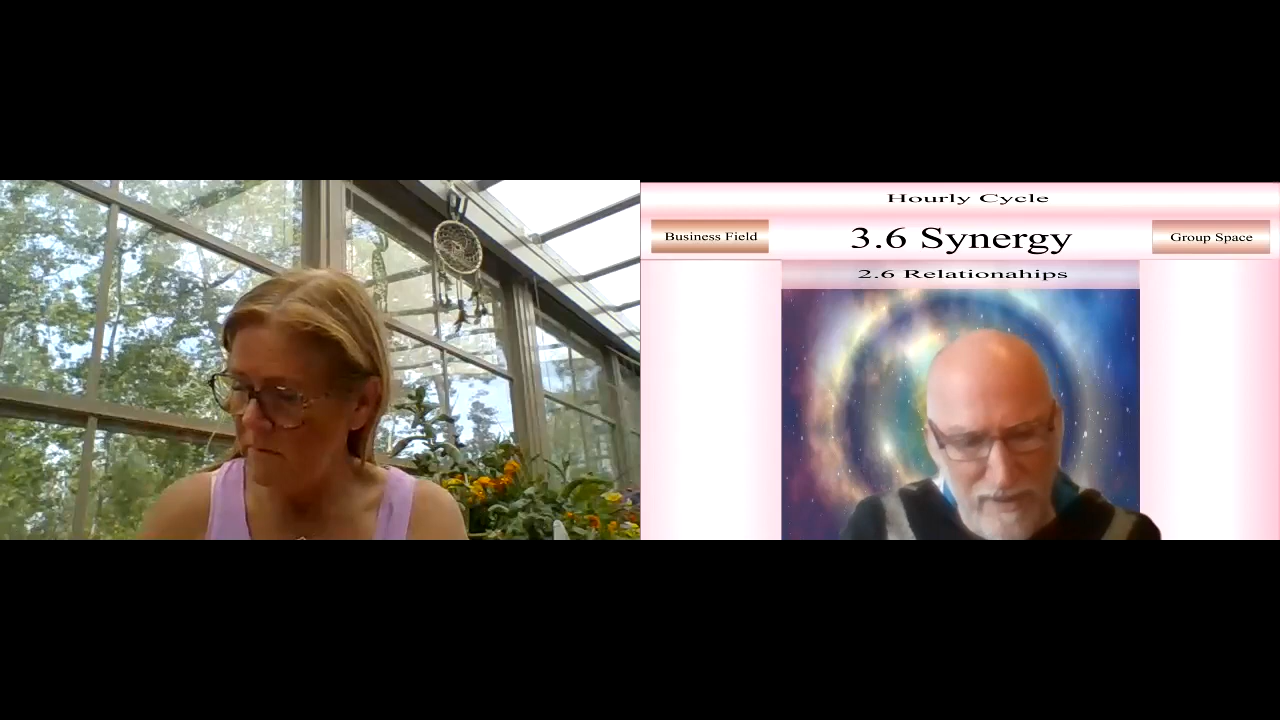 Hourly Cycle
Business Field
3.6 Synergy
Group Space
2.6 Relationahips